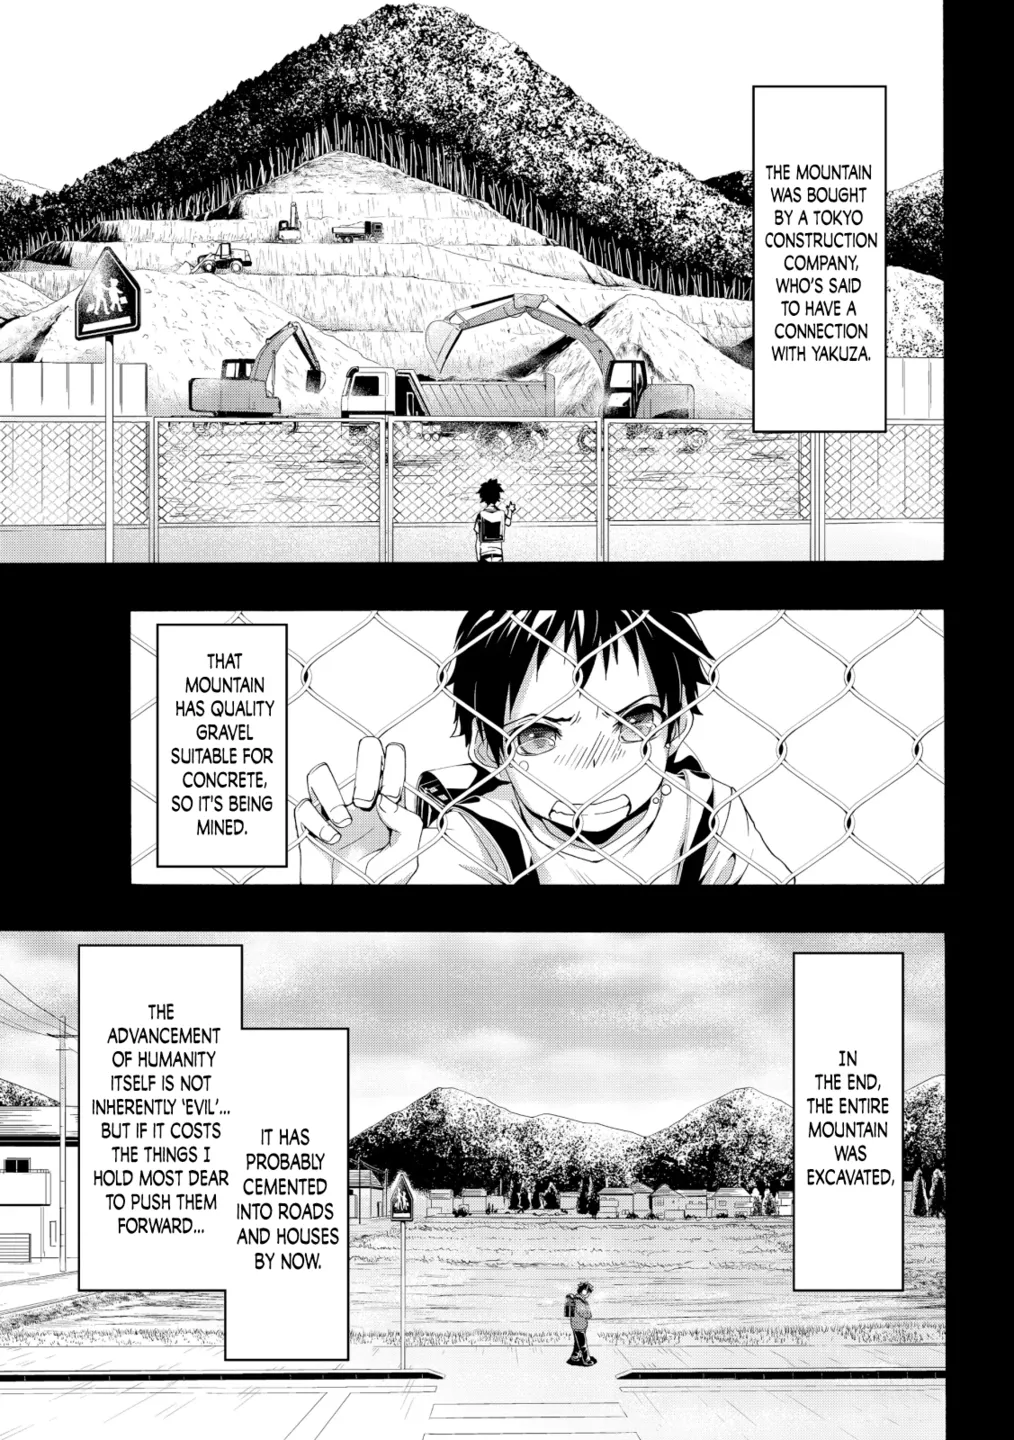 THE MOUNTAIN
WAS BOUGHT
BY A TOKYO
CONSTRUCTION
COMPANY,
WHO'S SAID
TO HAVE A
CONNECTION
WITH YAKUZA.
THAT
MOUNTAIN
HAS QUALITY
GRAVEL
SUITABLE FOR
CONCRETE,
SO IT'S BEING
MINED.
IN
THE END,
THE ENTIRE
MOUNTAIN
WAS
EXCAVATED,
IT HAS
PROBABLY
CEMENTED
INTO ROADS
AND HOUSES
BY NOW.
THE
ADVANCEMENT
OF HUMANITY
ITSELF IS NOT
INHERENTLY 'EVIL'...
BUT IF IT COSTS
THE THINGS I
HOLD MOST DEAR
TO PUSH THEM
FORWARD...